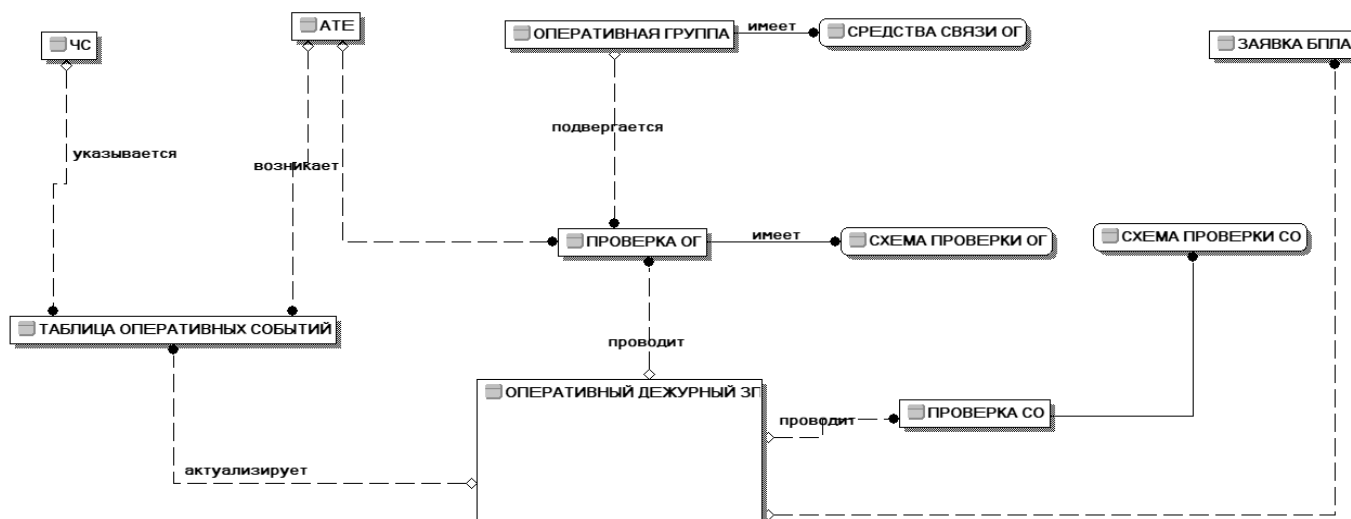 АТЕ
ЧС
ОПЕРАТИВНАЯ ГРУППА
имеет
СРЕДСТВА СВЯЗИ ОГ
ЗАЯВКА БПЛА
подвергается
указывается
возникает
ПРОВЕРКА ОГ
имеет
СХЕМА ПРОВЕРКИ ОГ
СХЕМА ПРОВЕРКИ СО
ТАБЛИЦА ОПЕРАТИВНЫХ СОБЫТИЙ
проводит
ОПЕРАТИВНЫЙ ДЕЖУРНЫЙ
проводит
ПРОВЕРКА СО
актуализирует